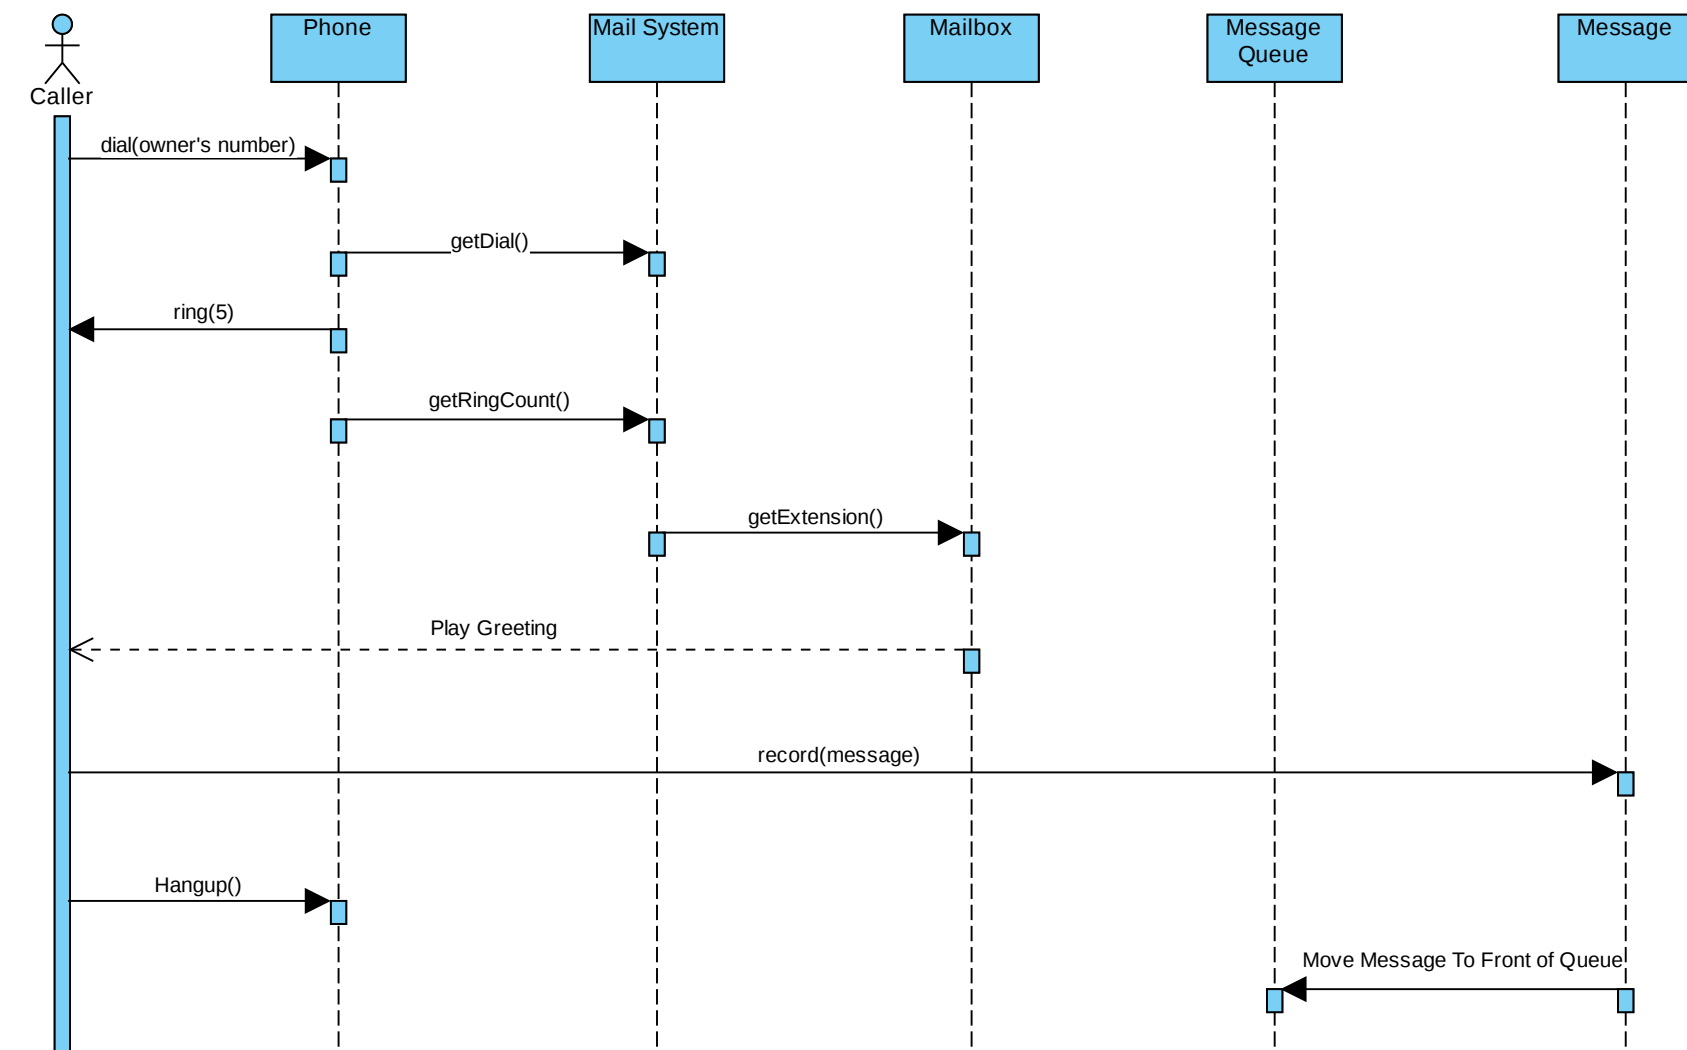 Phone
Mail System
Mailbox
Message
Queue
Message
Caller
dial(owner's number)
getDial()
ring(5)
getRingCount()
getExtension()
Play Greeting
record(message)
Hangup()
Move Message To Front of Queue